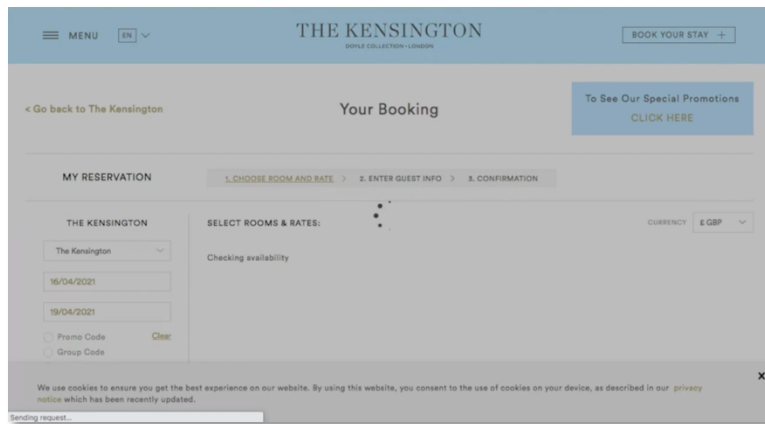 MENU EN
THE KENSINGTON
DOYLE COLLECTION • LONDON
BOOK YOUR STAY +
< Go back to The Kensington
Your Booking
To See Our Special Promotions
CLICK HERE
MY RESERVATION
1. CHOOSE ROOM AND RATE > 2. ENTER GUEST INFO > 3. CONFIRMATION
THE KENSINGTON
SELECT ROOMS & RATES:
CURRENCY £ GBP
The Kensington
Checking availability
16/04/2021
19/04/2021
Promo Code Clear
Group Code
x
We use cookies to ensure you get the best experience on our website. By using this website, you consent to the use of cookies on your device, as described in our privacy
notice which has been recently updated.
Sending request...